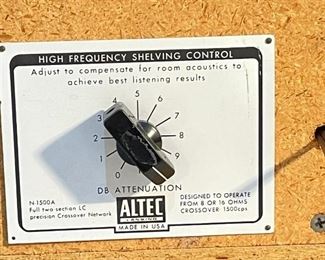 HIGH FREQUENCY SHELVING CONTROL
Adjust to compensate for room acoustics to
achieve best listening results
0
1
2
3
4
5
6
7
8
9
DB ATTENUATION
N-1500A
Full two section LC
precision Crossover Network
ALTEC
LANSING
MADE IN USA
DESIGNED TO OPERATE
FROM 8 OR 16 OHMS
CROSSOVER 1500cps